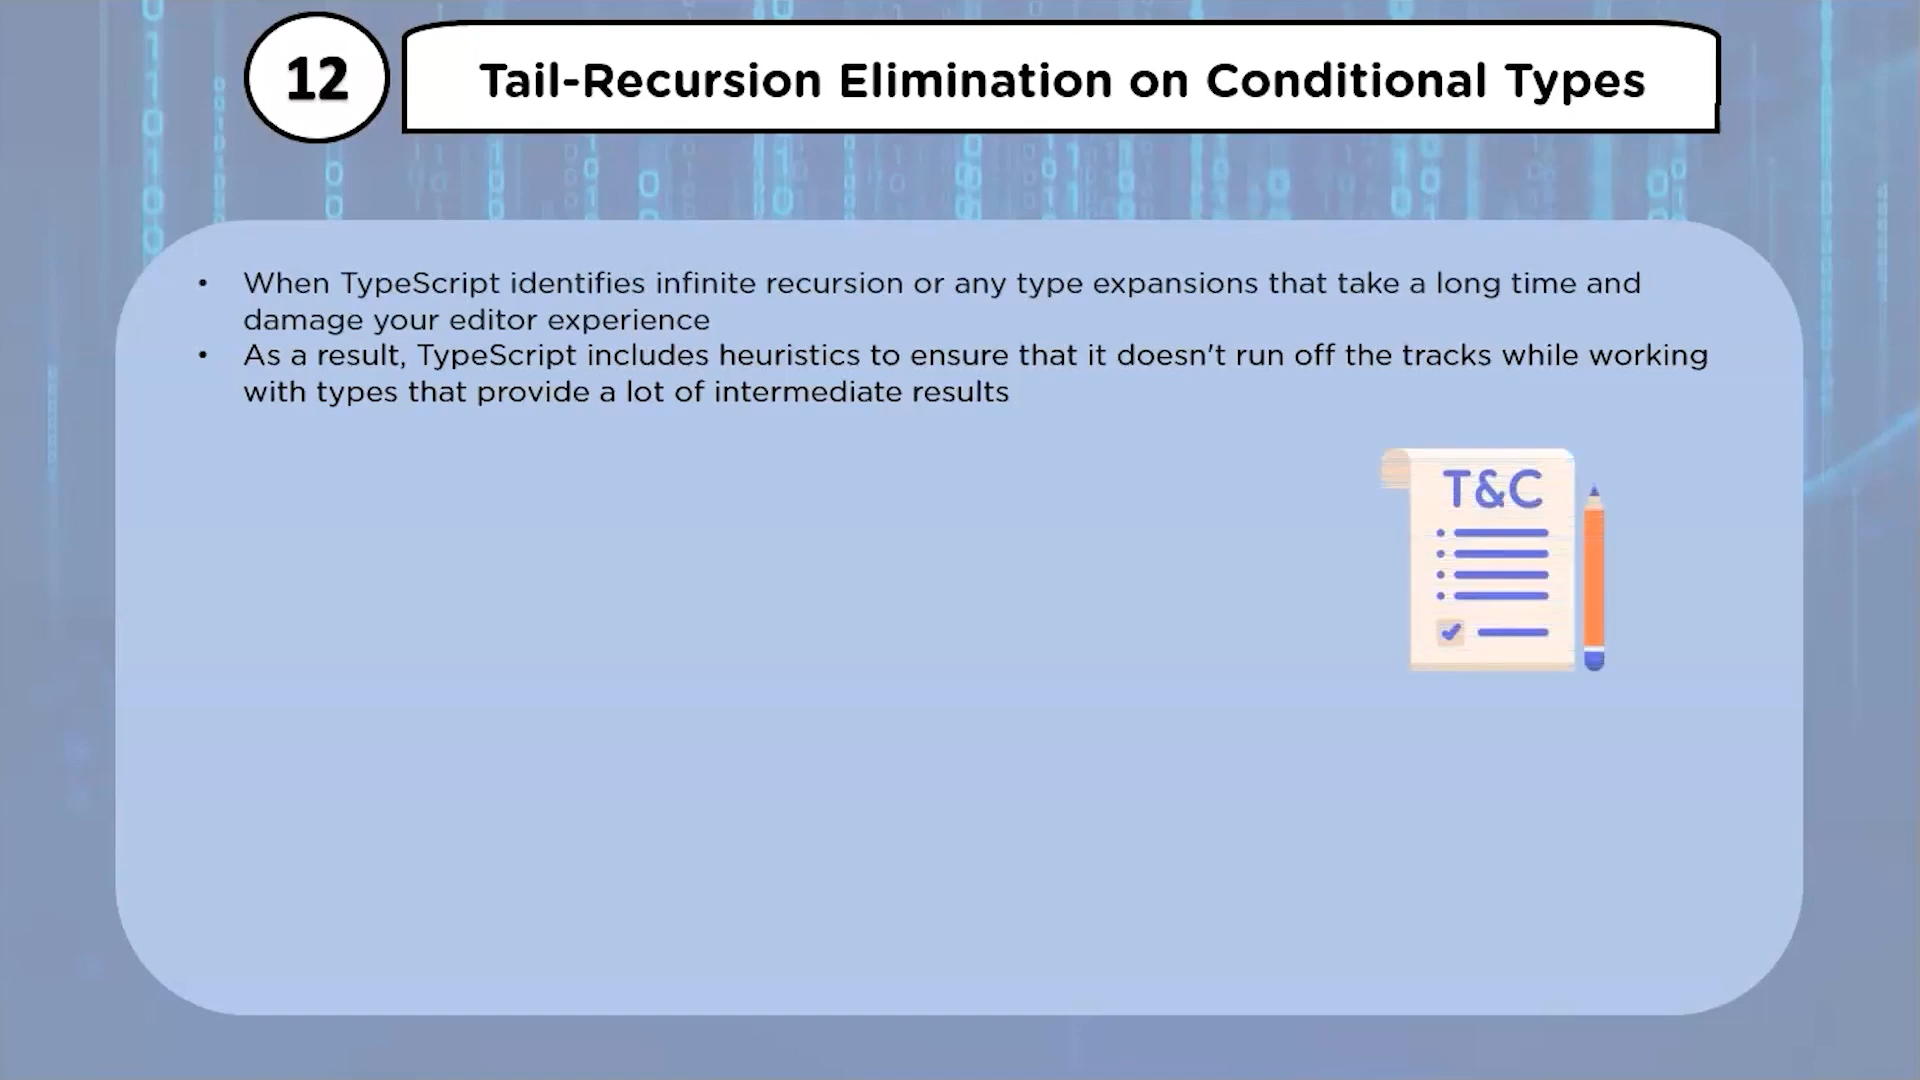 12
Tail-Recursion Elimination on Conditional Types
• When TypeScript identifies infinite recursion or any type expansions that take a long time and
damage your editor experience
• As a result, TypeScript includes heuristics to ensure that it doesn't run off the tracks while working
with types that provide a lot of intermediate results
T&C